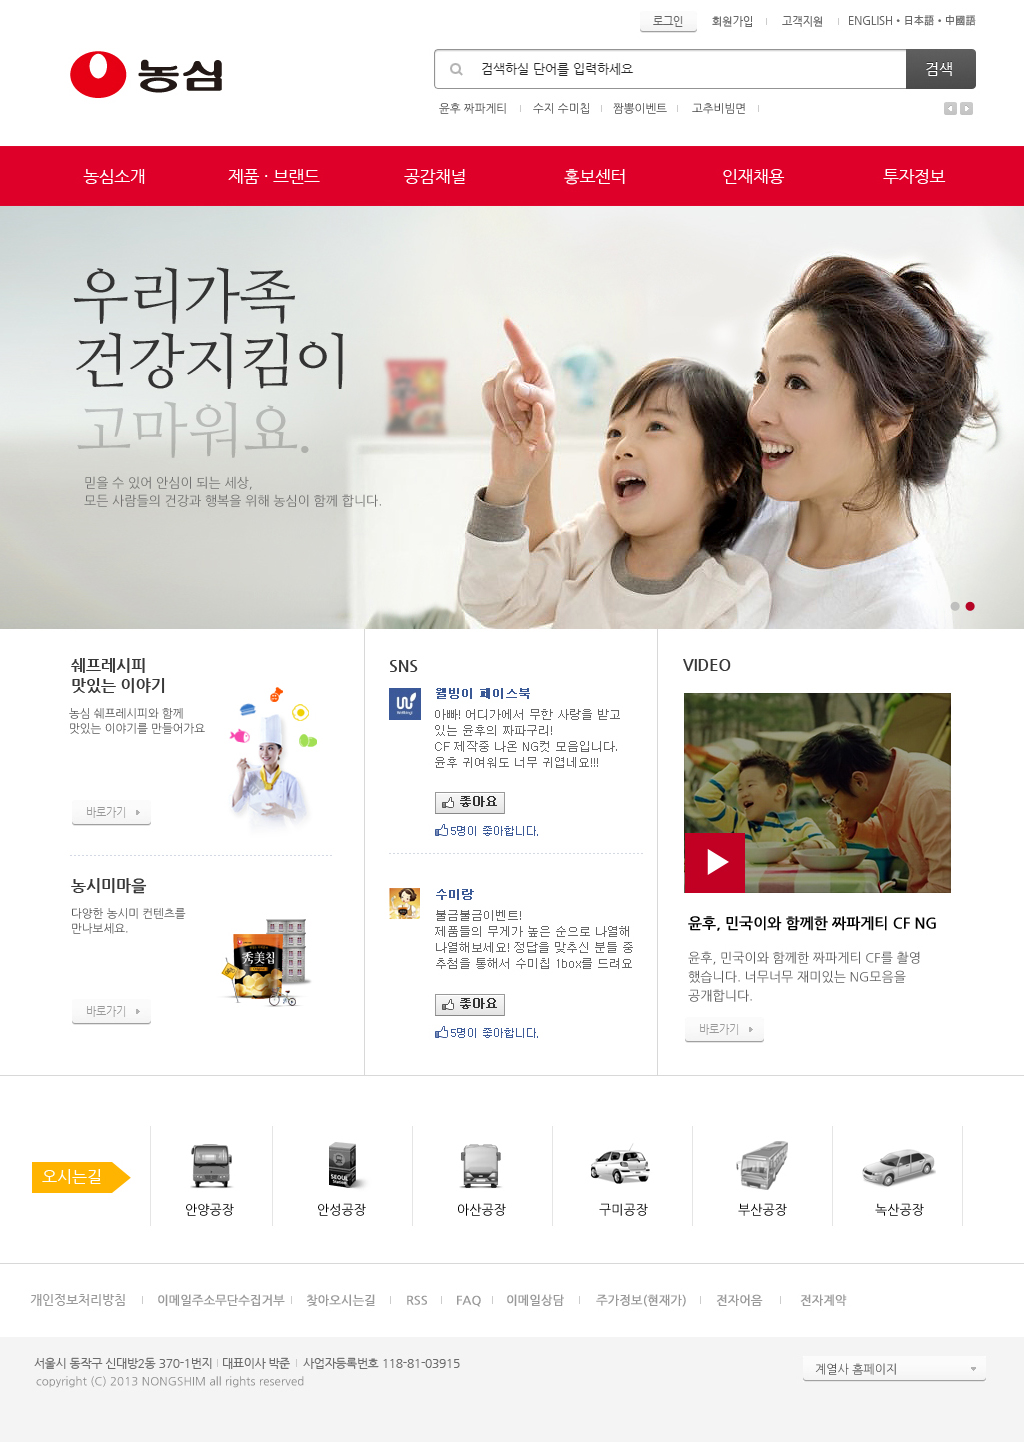 로그인 회원가입 고객지원 ENGLISH • 日本語 • 中國語
농심
검색하실 단어를 입력하세요 검색
윤후 짜파게티 수지 수미칩 짬뽕이벤트 고추비빔면
농심소개 제품 · 브랜드 공감채널 홍보센터 인재채용 투자정보
우리가족
건강지킴이
고마워요.
믿을 수 있어 안심이 되는 세상,
모든 사람들의 건강과 행복을 위해 농심이 함께 합니다.
쉐프레시피
맛있는 이야기
농심 쉐프레시피와 함께
맛있는 이야기를 만들어가요
바로가기
농시미마을
다양한 농시미 컨텐츠를
만나보세요.
秀美칩
바로가기
SNS
웰빙이 페이스북
아빠! 어디가에서 무한 사랑을 받고
있는 윤후의 짜파구리!
CF 제작중 나온 NG컷 모음입니다.
윤후 귀여워도 너무 귀엽네요!!!
좋아요
5명이 좋아합니다.
수미랑
불금불금이벤트!
제품들의 무게가 높은 순으로 나열해
나열해보세요! 정답을 맞추신 분들 중
추첨을 통해서 수미칩 1box를 드려요
좋아요
5명이 좋아합니다.
VIDEO
윤후, 민국이와 함께한 짜파게티 CF NG
윤후, 민국이와 함께한 짜파게티 CF를 촬영
했습니다. 너무너무 재미있는 NG모음을
공개합니다.
바로가기
오시는길
SEOUL
안양공장 안성공장 아산공장 구미공장 부산공장 녹산공장
개인정보처리방침 이메일주소무단수집거부 찾아오시는길 RSS FAQ 이메일상담 주가정보(현재가) 전자어음 전자계약
서울시 동작구 신대방2동 370-1번지 대표이사 박준 사업자등록번호 118-81-03915
copyright (C) 2013 NONGSHIM all rights reserved
계열사 홈페이지